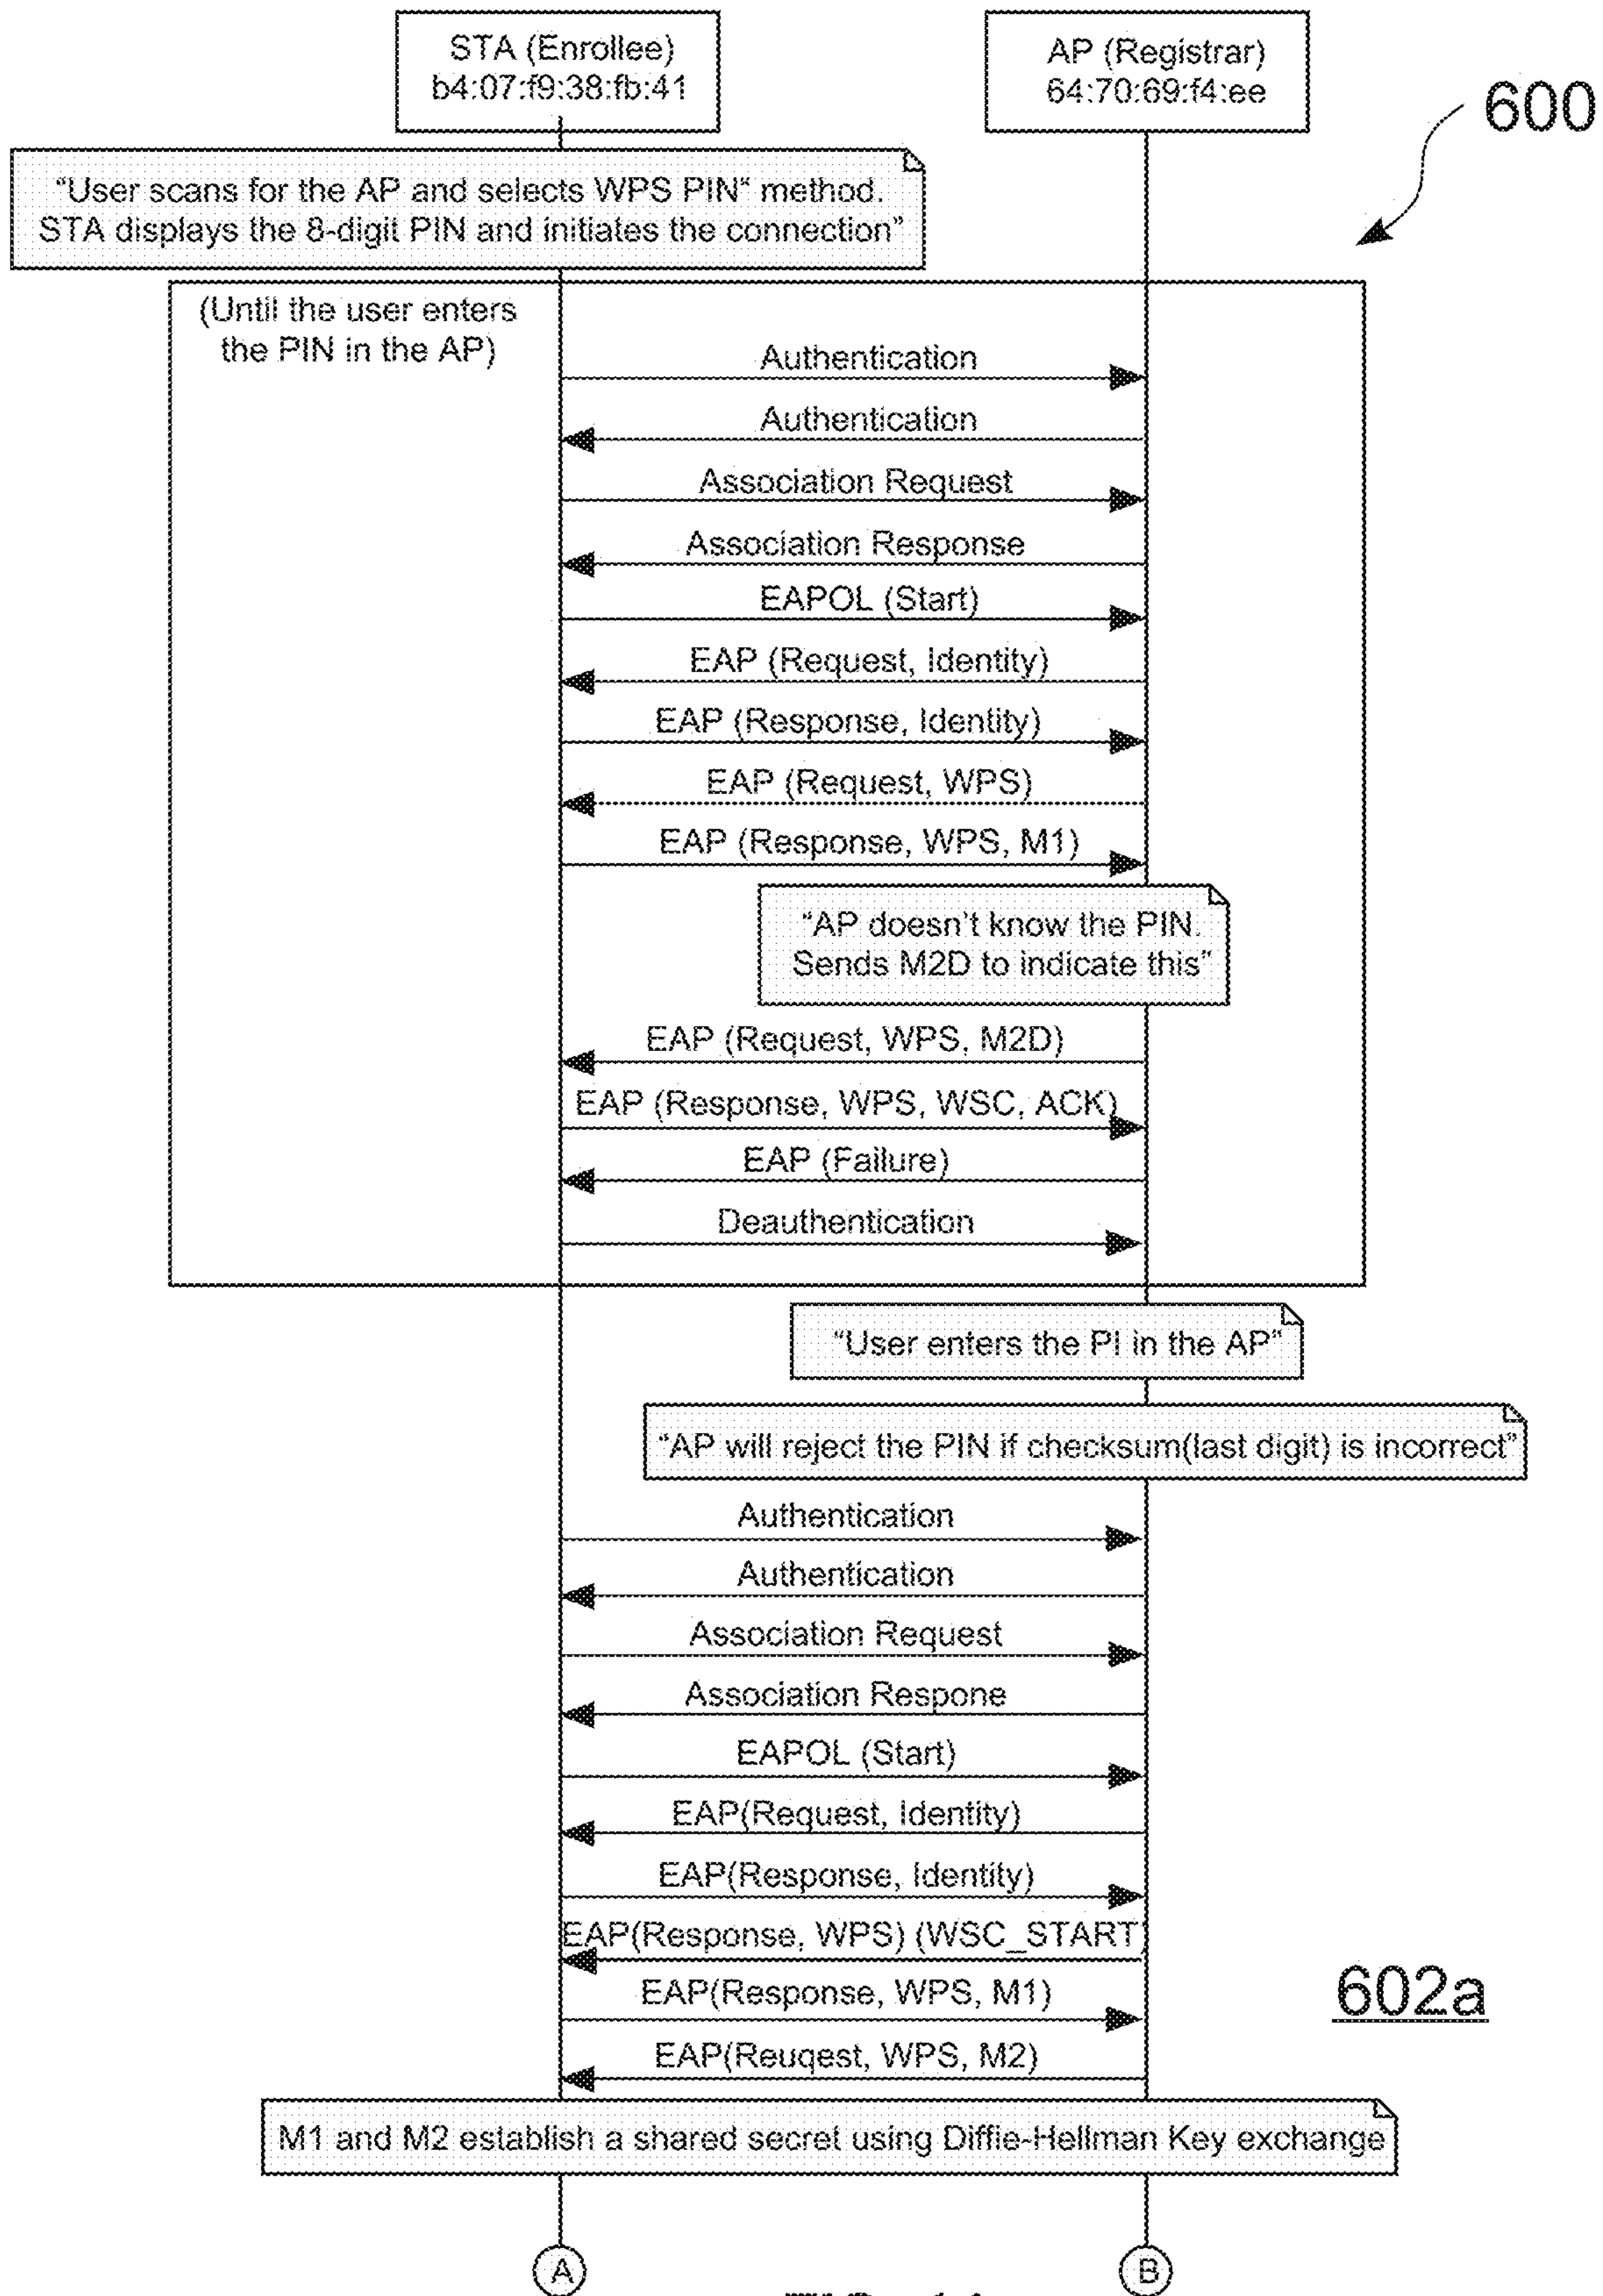 STA (Enrollee)
b4:07:f9:38:fb:41
AP (Registrar)
64:70:69:f4:ee
600
“User scans for the AP and selects WPS PIN“ method.
STA displays the 8-digit PIN and initiates the connection”
(Until the user enters
the PIN in the AP)
Authentication
Authentication
Association Request
Association Response
EAPOL (Start)
EAP (Request, Identity)
EAP (Response, Identity)
EAP (Request, WPS)
EAP (Response, WPS, M1)
“AP doesn’t know the PIN.
Sends M2D to indicate this”
EAP (Request, WPS, M2D)
EAP (Response, WPS, WSC, ACK)
EAP (Failure)
Deauthentication
“User enters the PI in the AP”
“AP will reject the PIN if checksum(last digit) is incorrect”
Authentication
Authentication
Association Request
Association Respone
EAPOL (Start)
EAP(Request, Identity)
EAP(Response, Identity)
EAP(Response, WPS) (WSC_START)
EAP(Response, WPS, M1)
602a
EAP(Reuqest, WPS, M2)
M1 and M2 establish a shared secret using Diffie-Hellman Key exchange
A
B